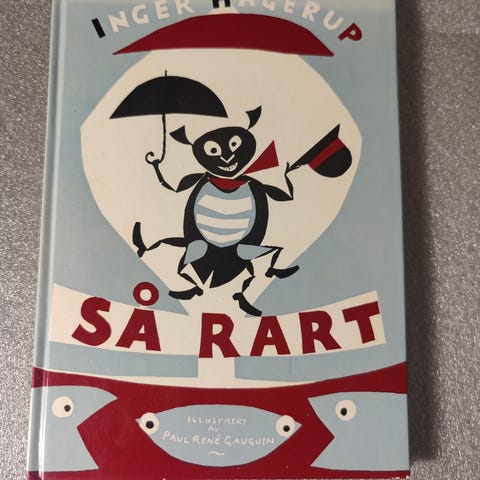 INGER HAGERUP
SÅ RART
ILLUSTRERT
AV
PAUL RENÉ GAUGUIN